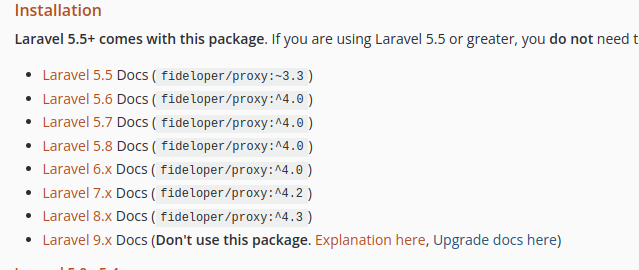 Installation
Laravel 5.5+ comes with this package. If you are using Laravel 5.5 or greater, you do not need t
Laravel 5.5 Docs ( fideloper/proxy:~3.3 )
Laravel 5.6 Docs ( fideloper/proxy:^4.0 )
Laravel 5.7 Docs ( fideloper/proxy:^4.0 )
Laravel 5.8 Docs ( fideloper/proxy:^4.0 )
Laravel 6.x Docs ( fideloper/proxy:^4.0 )
Laravel 7.x Docs ( fideloper/proxy:^4.2 )
Laravel 8.x Docs ( fideloper/proxy:^4.3 )
Laravel 9.x Docs (Don't use this package. Explanation here, Upgrade docs here)